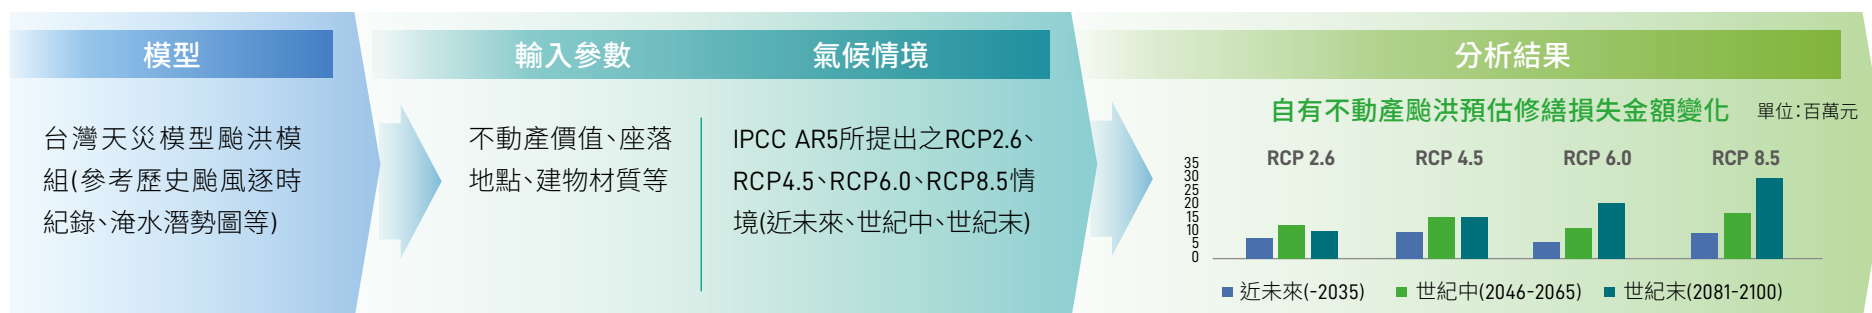 模型
台灣天災模型颱洪模
組(參考歷史颱風逐時
紀錄、淹水潛勢圖等)
輸入參數
不動產價值、座落
地點、建物材質等
氣候情境
IPCC AR5所提出之RCP2.6、
RCP4.5、RCP6.0、RCP8.5情
境(近未來、世紀中、世紀末)
分析結果
自有不動產颱洪預估修繕損失金額變化
單位：百萬元
RCP 2.6
RCP 4.5
RCP 6.0
RCP 8.5
35
30
25
20
15
10
5
0
近未來(-2035)
世紀中(2046-2065)
世紀末(2081-2100)